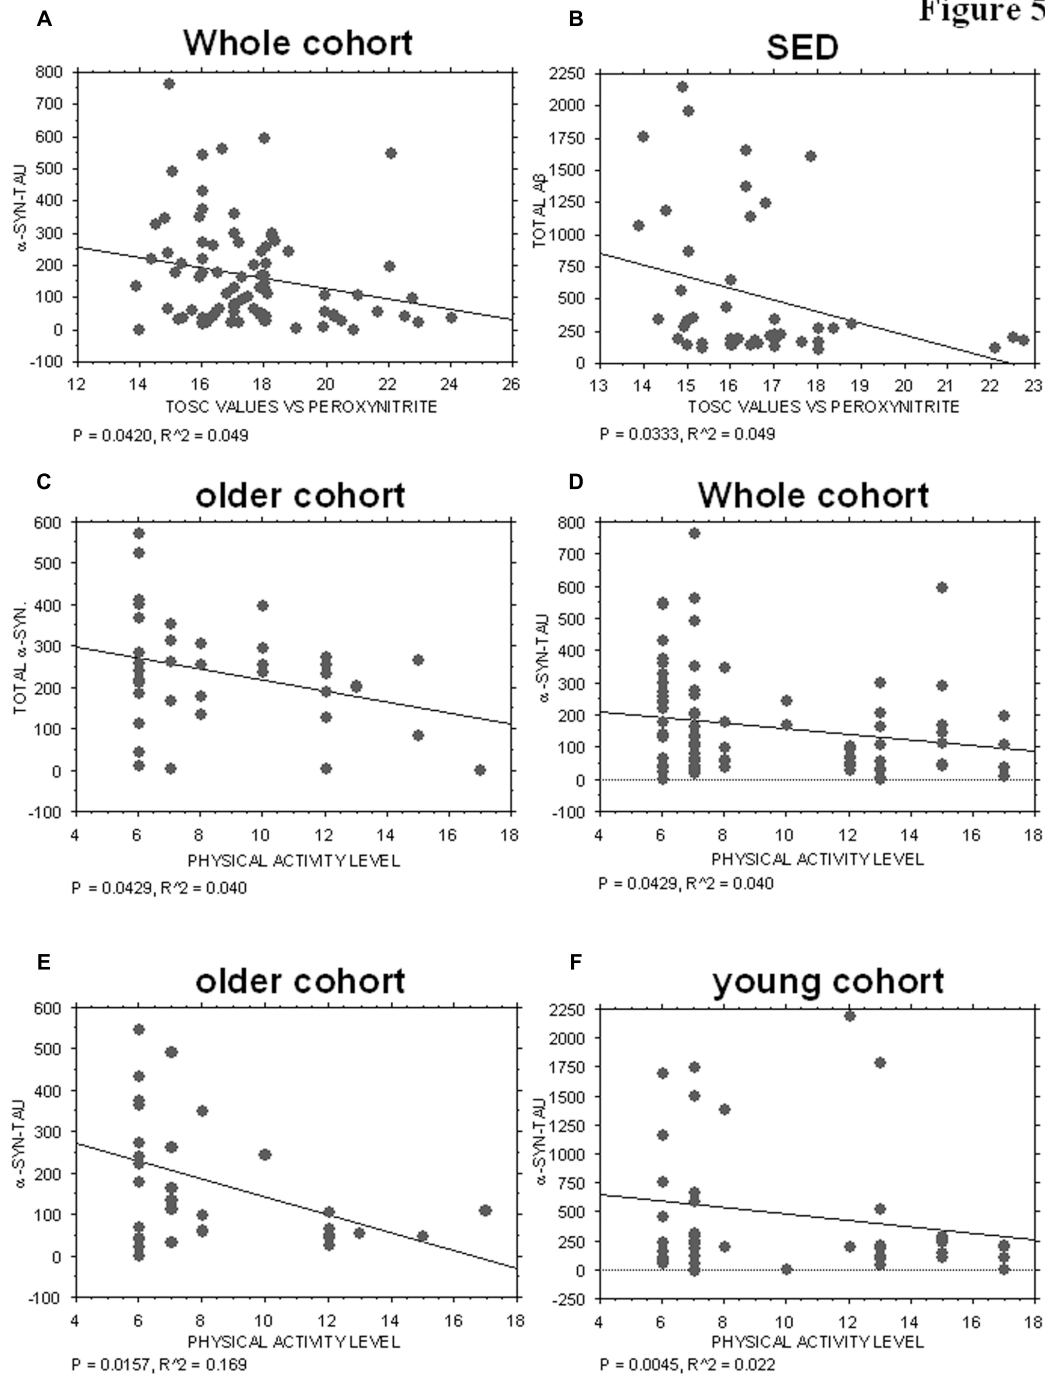 Figure 5
A
Whole cohort
α-SYN-TAU
800
700
600
500
400
300
200
100
0
-100
12 14 16 18 20 22 24 26
TOSC VALUES VS PEROXYNITRITE
P = 0.0420, R^2 = 0.049
B
SED
TOTAL Aβ
2250
2000
1750
1500
1250
1000
750
500
250
0
13 14 15 16 17 18 19 20 21 22 23
TOSC VALUES VS PEROXYNITRITE
P = 0.0333, R^2 = 0.049
C
older cohort
TOTAL α-SYN.
600
500
400
300
200
100
0
-100
4 6 8 10 12 14 16 18
PHYSICAL ACTIVITY LEVEL
P = 0.0429, R^2 = 0.040
D
Whole cohort
α-SYN-TAU
800
700
600
500
400
300
200
100
0
-100
4 6 8 10 12 14 16 18
PHYSICAL ACTIVITY LEVEL
P = 0.0429, R^2 = 0.040
E
older cohort
α-SYN-TAU
600
500
400
300
200
100
0
-100
4 6 8 10 12 14 16 18
PHYSICAL ACTIVITY LEVEL
P = 0.0157, R^2 = 0.169
F
young cohort
α-SYN-TAU
2250
2000
1750
1500
1250
1000
750
500
250
0
-250
4 6 8 10 12 14 16 18
PHYSICAL ACTIVITY LEVEL
P = 0.0045, R^2 = 0.022